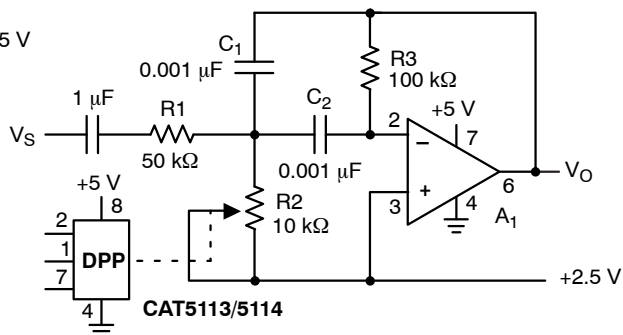 5 V
C1
0.001 μF
R3
100 kΩ
1 μF
R1
C2
+5 V
VS
2
7
–
50 kΩ
0.001 μF
6
VO
+5 V
8
R2
10 kΩ
+
3
4
A1
2
1
DPP
7
+2.5 V
4
CAT5113/5114